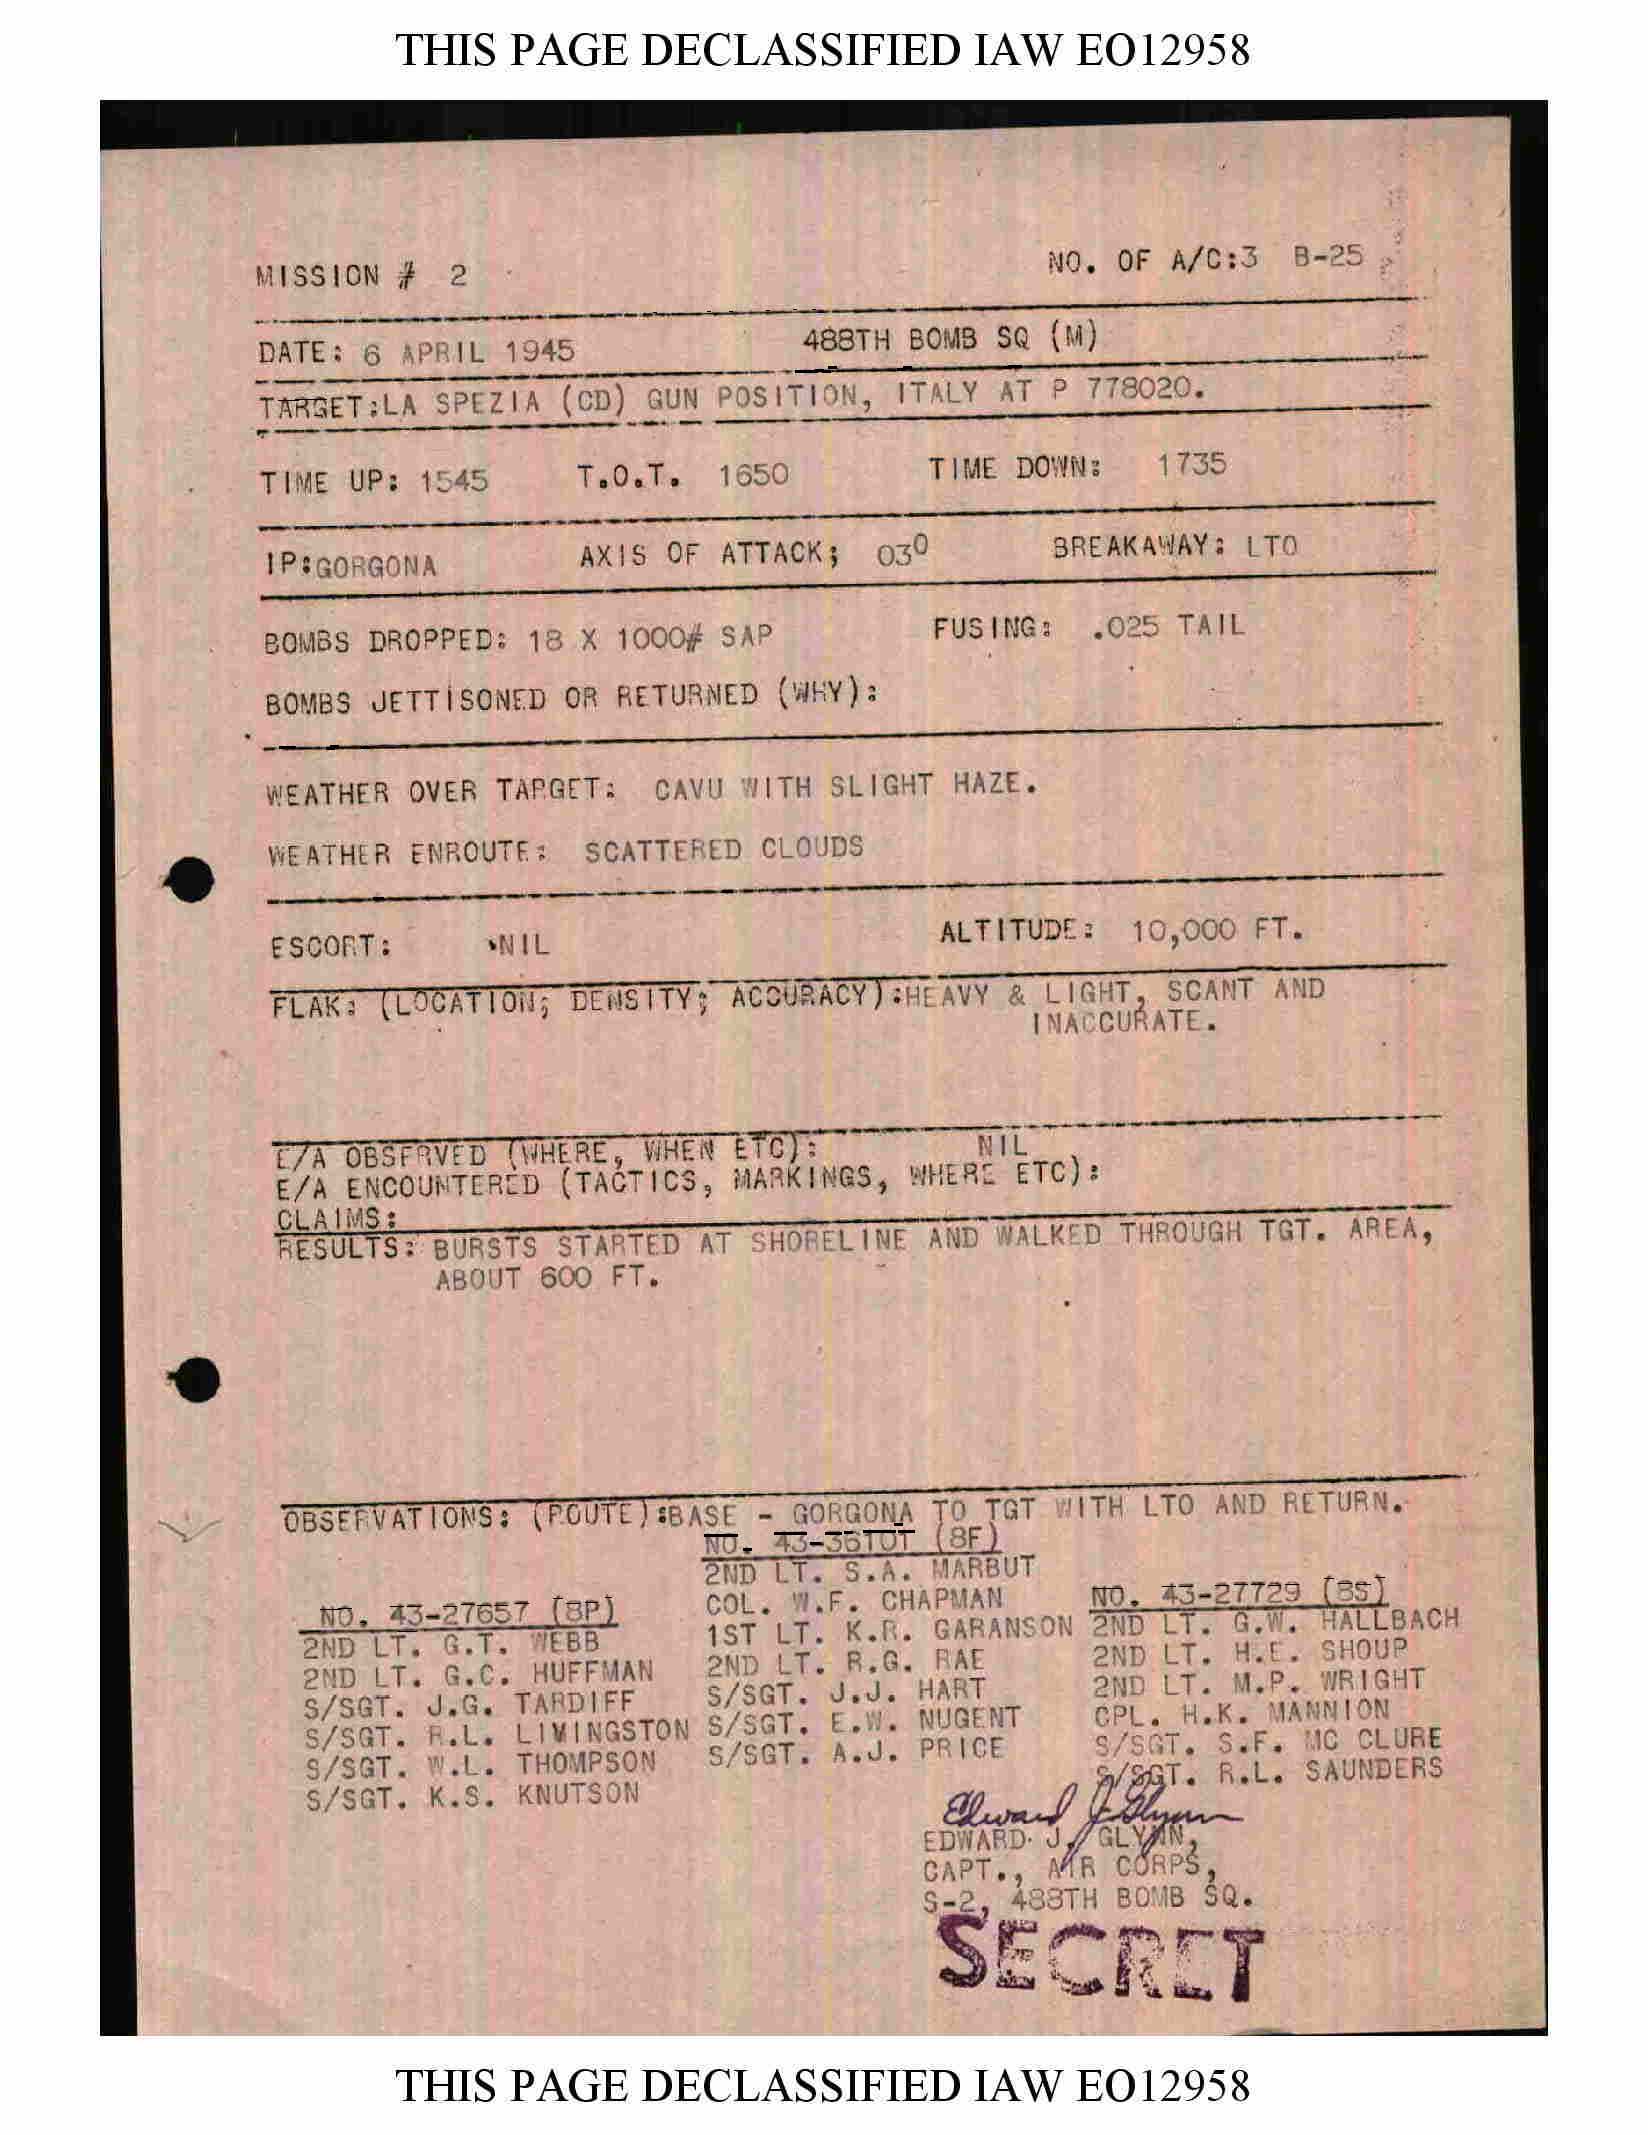 THIS PAGE DECLASSIFIED IAW EO12958
MISSION # 2 NO. OF A/C:3 B-25
DATE: 6 APRIL 1945 488TH BOMB SQ (M)
TARGET:LA SPEZIA (CD) GUN POSITION, ITALY AT P 778020.
TIME UP: 1545 T.O.T. 1650 TIME DOWN: 1735
IP:GORGONA AXIS OF ATTACK; 03⁰ BREAKAWAY: LTO
BOMBS DROPPED: 18 X 1000# SAP FUSING: .025 TAIL
BOMBS JETTISONED OR RETURNED (WHY):
WEATHER OVER TARGET: CAVU WITH SLIGHT HAZE.
WEATHER ENROUTE: SCATTERED CLOUDS
ESCORT: NIL ALTITUDE: 10,000 FT.
FLAK: (LOCATION; DENSITY; ACCURACY):HEAVY & LIGHT, SCANT AND
INACCURATE.
E/A OBSERVED (WHERE, WHEN ETC): NIL
E/A ENCOUNTERED (TACTICS, MARKINGS, WHERE ETC):
CLAIMS:
RESULTS: BURSTS STARTED AT SHORELINE AND WALKED THROUGH TGT. AREA,
ABOUT 600 FT.
OBSERVATIONS: (ROUTE):BASE - GORGONA TO TGT WITH LTO AND RETURN.
NO. 43-27657 (8P)
2ND LT. G.T. WEBB
2ND LT. G.C. HUFFMAN
S/SGT. J.G. TARDIFF
S/SGT. R.L. LIVINGSTON
S/SGT. W.L. THOMPSON
S/SGT. K.S. KNUTSON
NO. (8F)
2ND LT. S.A. MARBUT
COL. W.F. CHAPMAN
1ST LT. K.R. GARANSON
2ND LT. R.G. RAE
S/SGT. J.J. HART
S/SGT. E.W. NUGENT
S/SGT. A.J. PRICE
NO. 43-27729 (8S)
2ND LT. G.W. HALLBACH
2ND LT. H.E. SHOUP
2ND LT. M.P. WRIGHT
CPL. H.K. MANNION
S/SGT. S.F. MC CLURE
S/SGT. R.L. SAUNDERS
Edward J. Glynn
EDWARD J. GLYNN,
CAPT., AIR CORPS,
S-2, 488TH BOMB SQ.
SECRET
THIS PAGE DECLASSIFIED IAW EO12958